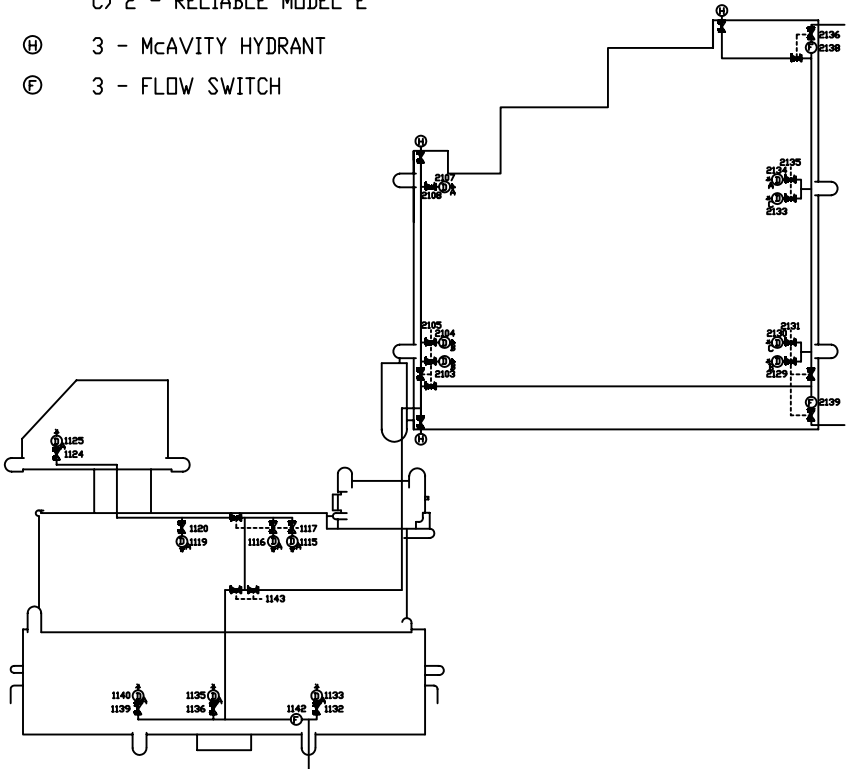 C) 2 - RELIABLE MODEL E
H 3 - McAVITY HYDRANT
F 3 - FLOW SWITCH
H
2136
F 2138
H
2107
D A
2108
2135
2134
D
A
D
C
2133
2105
2104
D
D
2103
2131
2130
D
C
D
2129
F 2139
H
D 1125
1124
1120
D 1119
A
1117
1116 D D 1115
A A
1143
1140 D
1139
1135 D
1136
1142
F
D 1133
1132